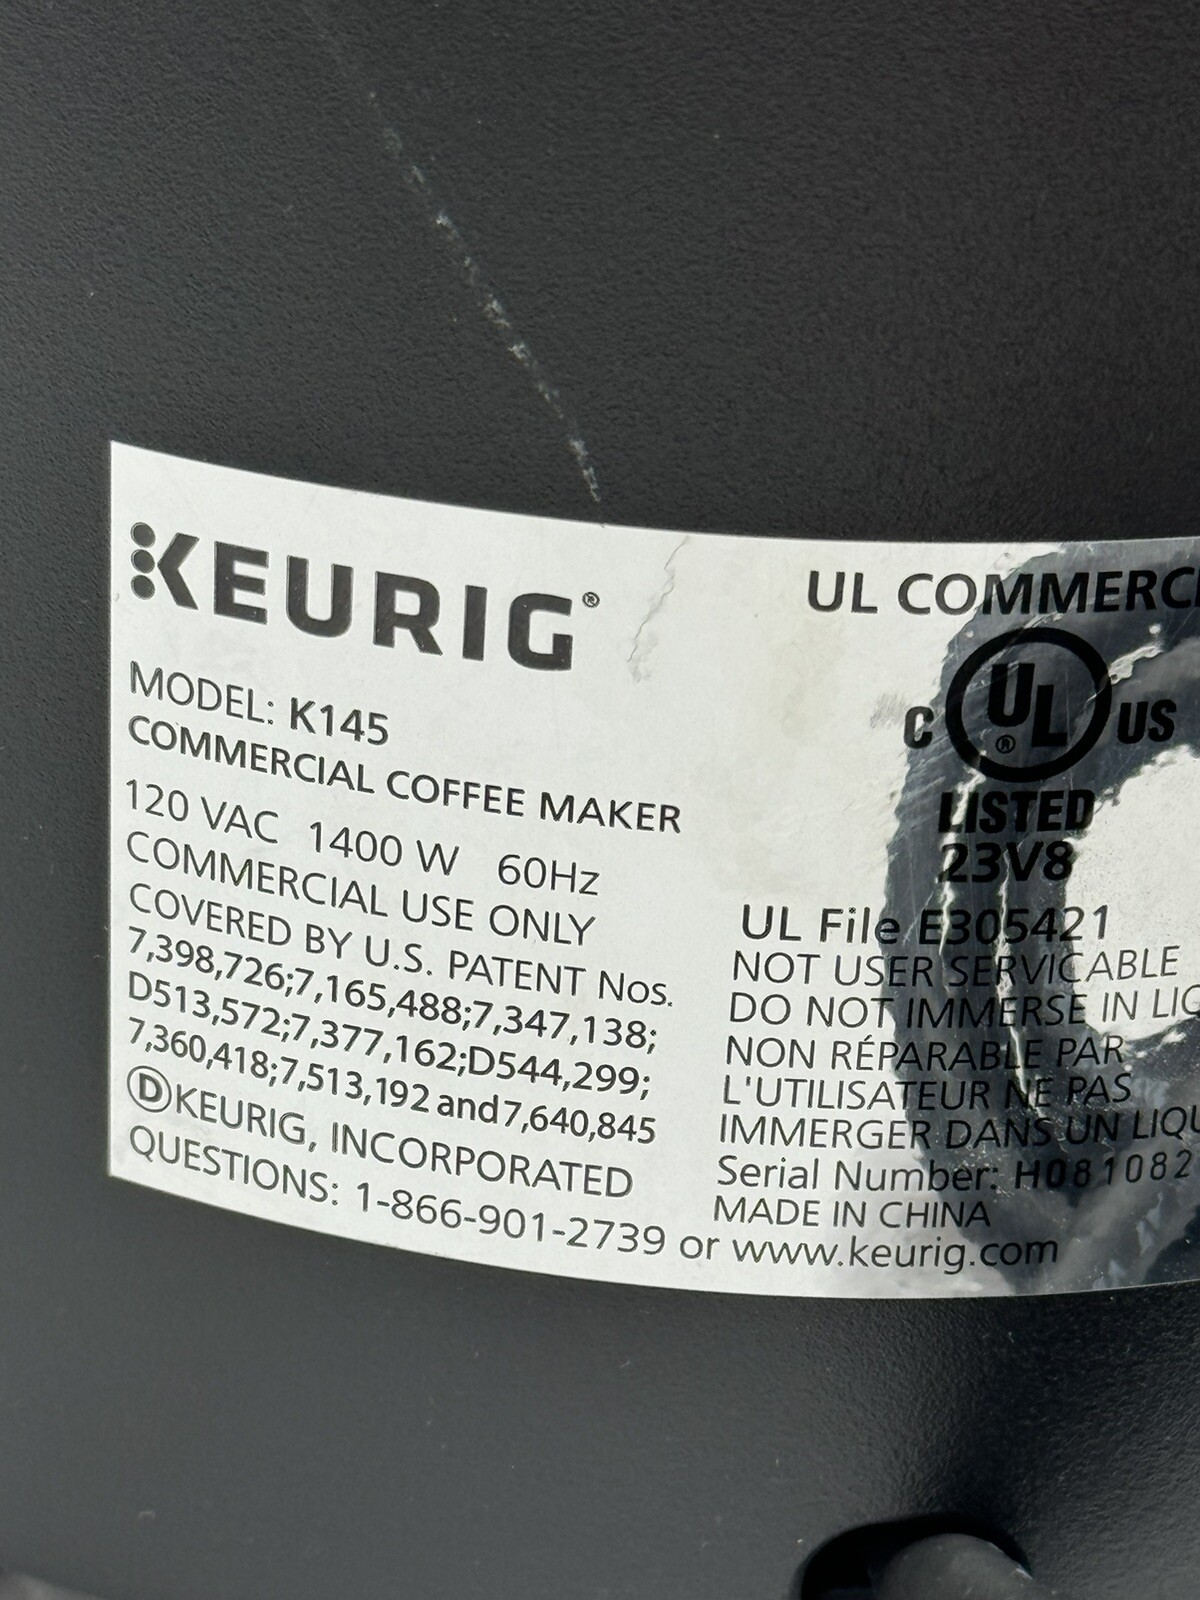 KEURIG®
MODEL: K145
COMMERCIAL COFFEE MAKER
120 VAC 1400 W 60Hz
COMMERCIAL USE ONLY
COVERED BY U.S. PATENT Nos.
7,398,726;7,165,488;7,347,138;
D513,572;7,377,162;D544,299;
7,360,418;7,513,192 and 7,640,845
ⒹKEURIG, INCORPORATED
QUESTIONS: 1-866-901-2739 or www.keurig.com
UL COMMERCI
C UL® US
LISTED
23V8
UL File E305421
NOT USER SERVICABLE
DO NOT IMMERSE IN LIQ
NON RÉPARABLE PAR
L'UTILISATEUR NE PAS
IMMERGER DANS UN LIQU
Serial Number: H081082
MADE IN CHINA